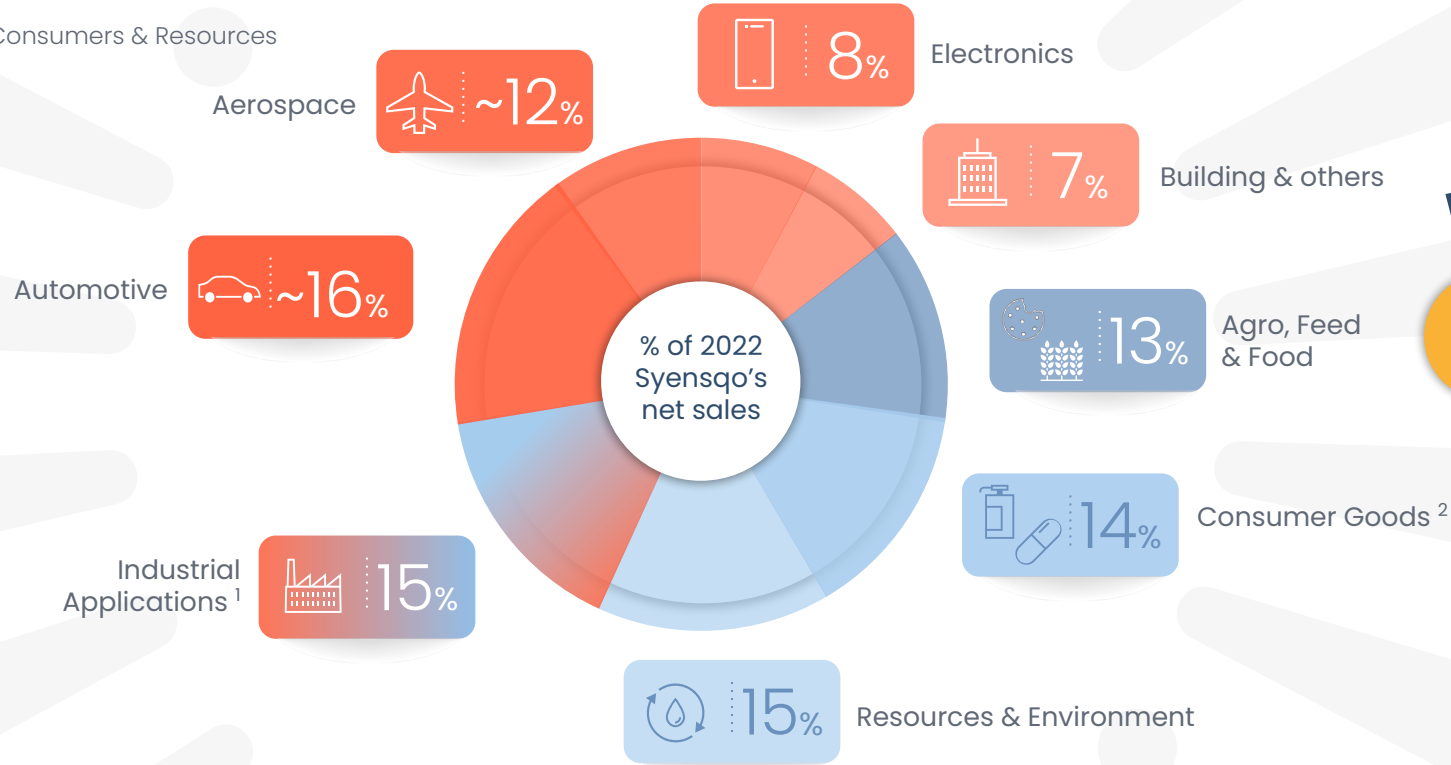 Consumers & Resources
8%
Electronics
Aerospace
~12%
7%
Building & others
Automotive
~16%
% of 2022
Syensqo's
net sales
13%
Agro, Feed
& Food
14%
Consumer Goods ²
Industrial
Applications ¹
15%
15%
Resources & Environment